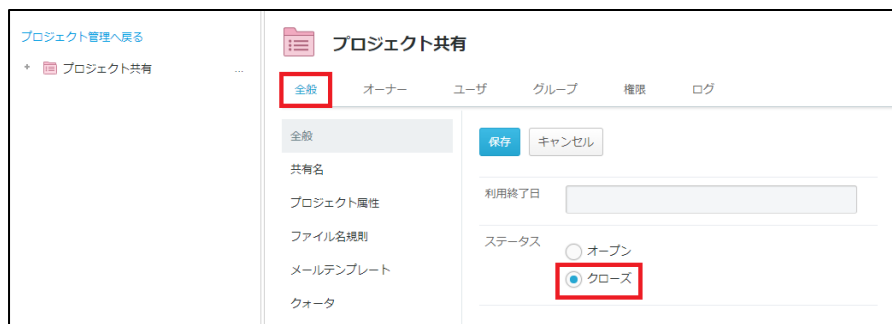 プロジェクト管理へ戻る
+ プロジェクト共有 ...
プロジェクト共有
全般 オーナー ユーザ グループ 権限 ログ
全般
共有名
プロジェクト属性
ファイル名規則
メールテンプレート
クォータ
保存 キャンセル
利用終了日
ステータス
オープン
クローズ